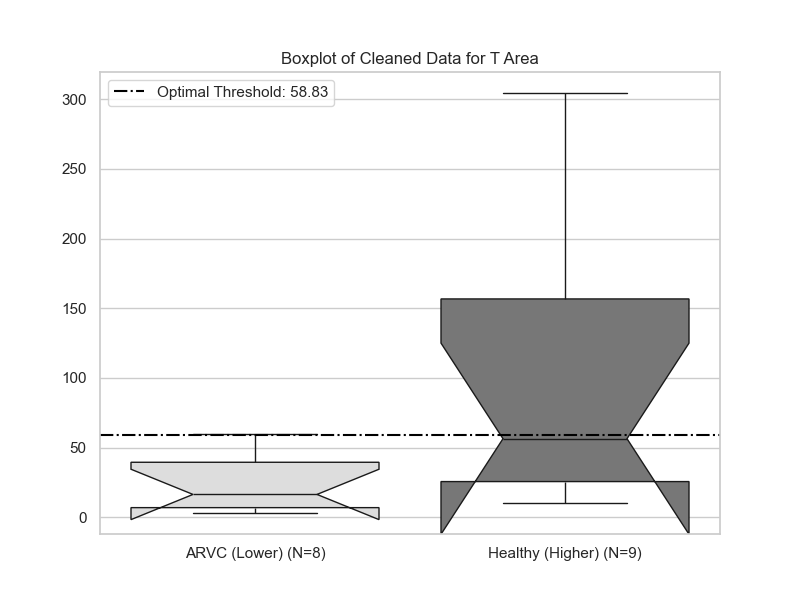 Boxplot of Cleaned Data for T Area
Optimal Threshold: 58.83
300
250
200
150
100
50
0
ARVC (Lower) (N=8)
Healthy (Higher) (N=9)